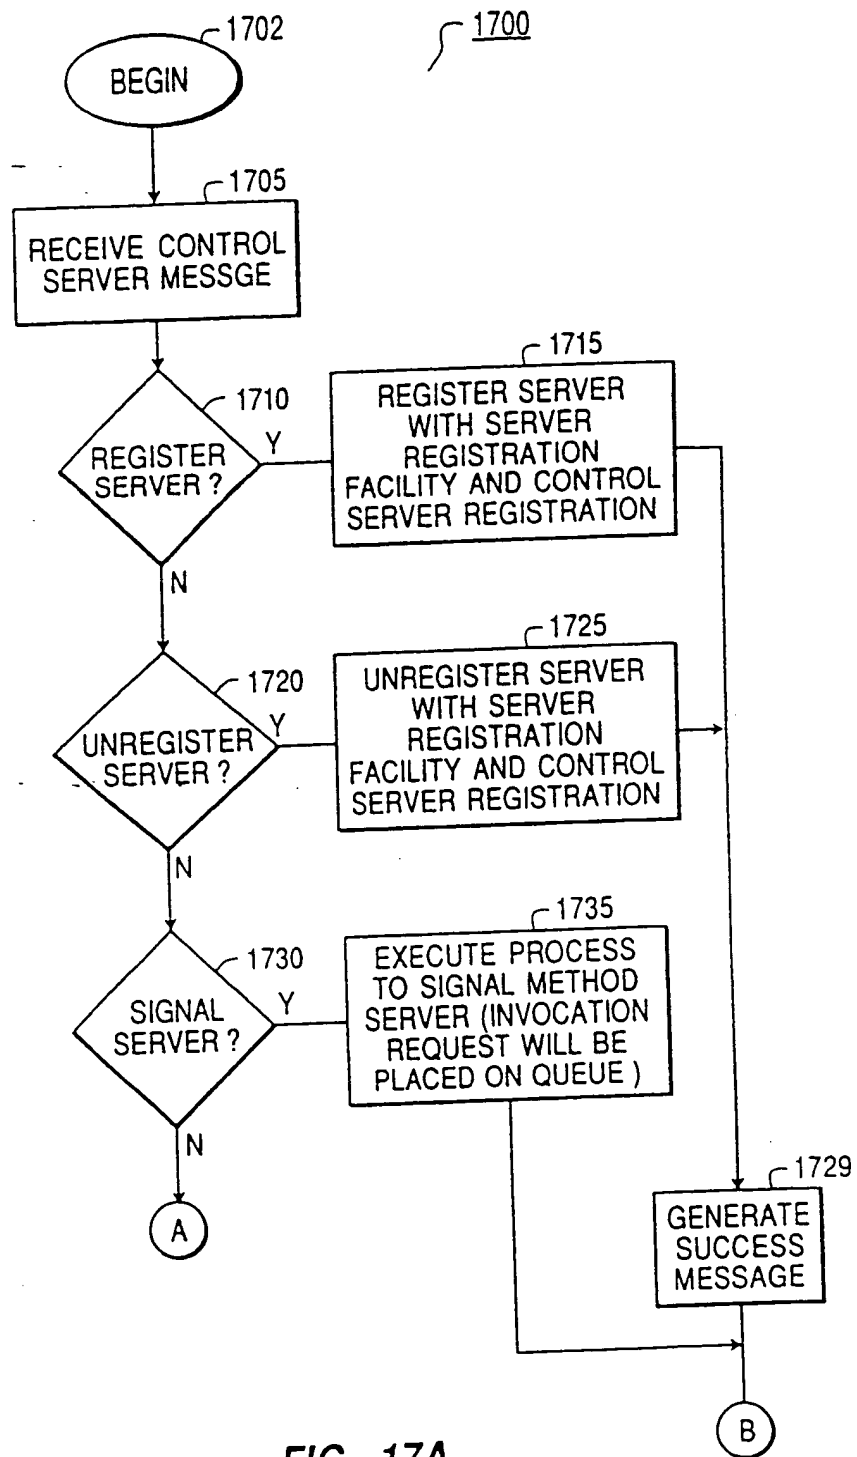 1702
1700
BEGIN
1705
RECEIVE CONTROL
SERVER MESSGE
1710
REGISTER
SERVER ?
Y
N
1715
REGISTER SERVER
WITH SERVER
REGISTRATION
FACILITY AND CONTROL
SERVER REGISTRATION
1720
UNREGISTER
SERVER ?
Y
N
1725
UNREGISTER SERVER
WITH SERVER
REGISTRATION
FACILITY AND CONTROL
SERVER REGISTRATION
1730
SIGNAL
SERVER ?
Y
N
1735
EXECUTE PROCESS
TO SIGNAL METHOD
SERVER (INVOCATION
REQUEST WILL BE
PLACED ON QUEUE )
A
1729
GENERATE
SUCCESS
MESSAGE
B
FIG. 17A